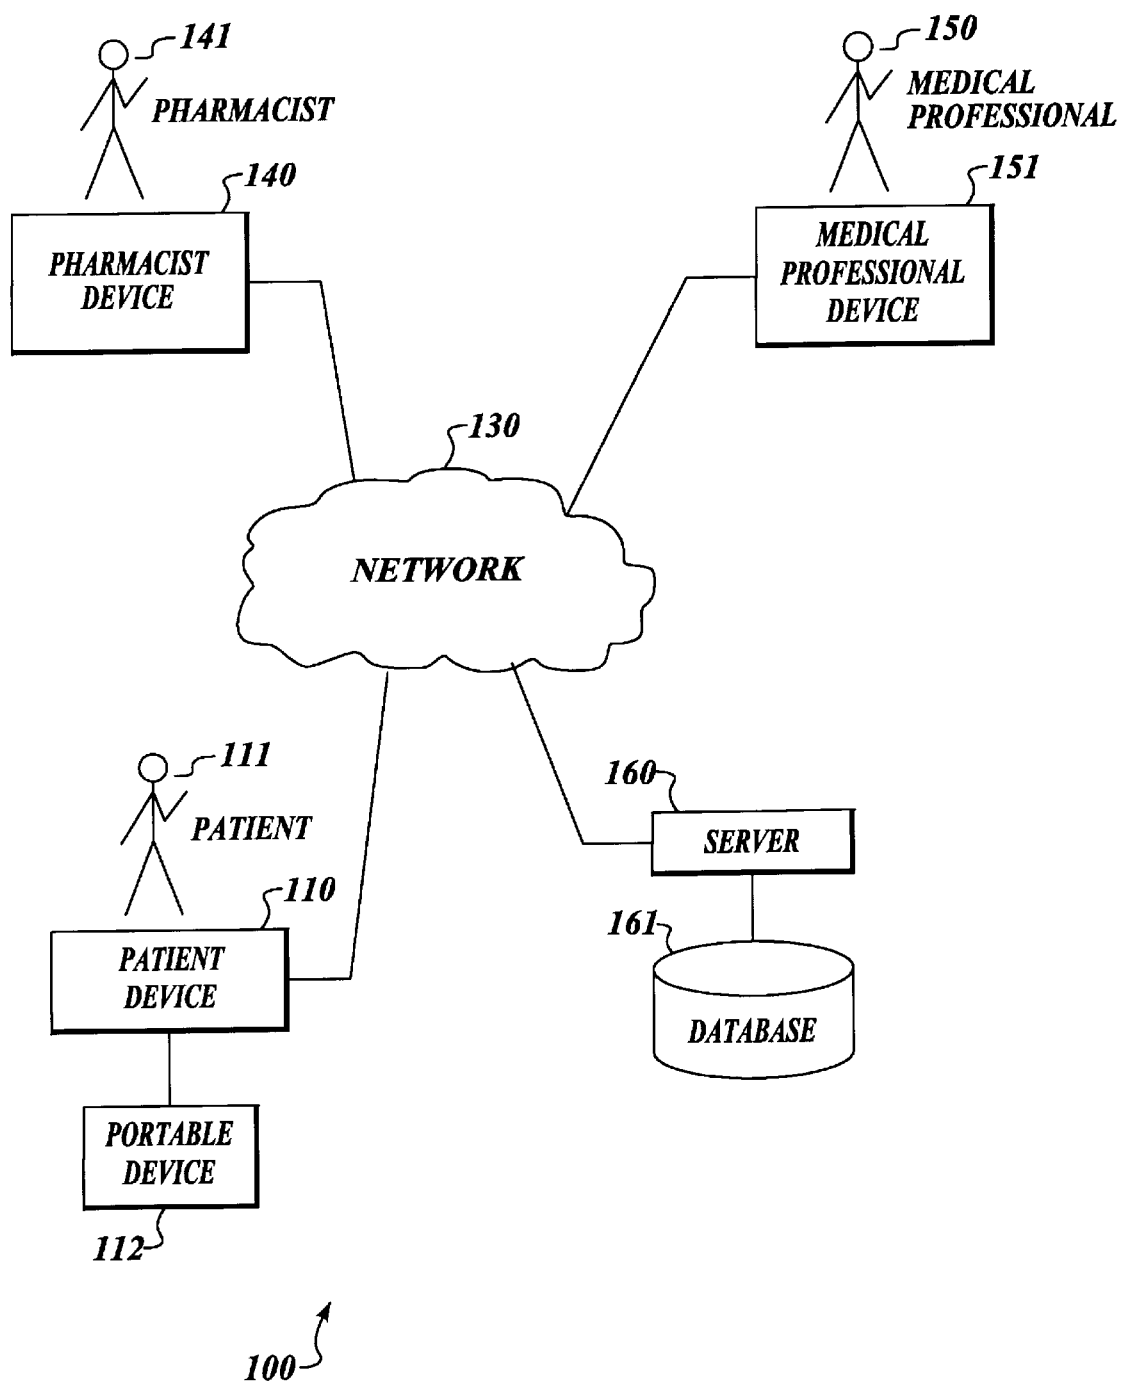 141
PHARMACIST
140
PHARMACIST
DEVICE
150
MEDICAL
PROFESSIONAL
151
MEDICAL
PROFESSIONAL
DEVICE
130
NETWORK
111
PATIENT
110
PATIENT
DEVICE
PORTABLE
DEVICE
112
160
SERVER
161
DATABASE
100